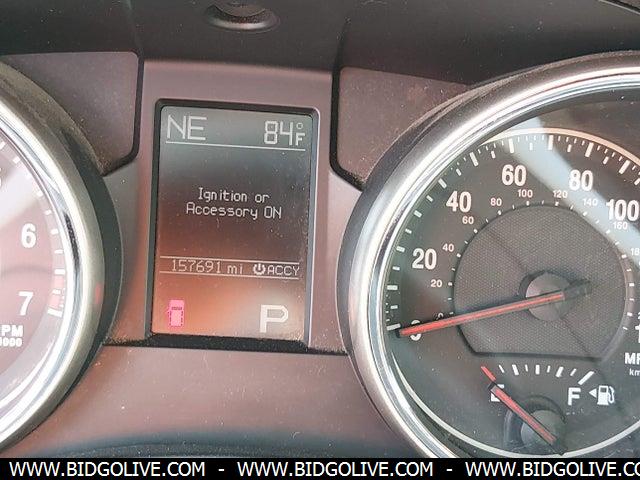 NE 84°F
Ignition or
Accessory ON
157691 mi ACCY
P
6
7
0 20 40 60 80 100
20 40 60 80 100 120 140 160
E F
WWW.BIDGOLIVE.COM - WWW.BIDGOLIVE.COM - WWW.BIDGOLIVE.COM